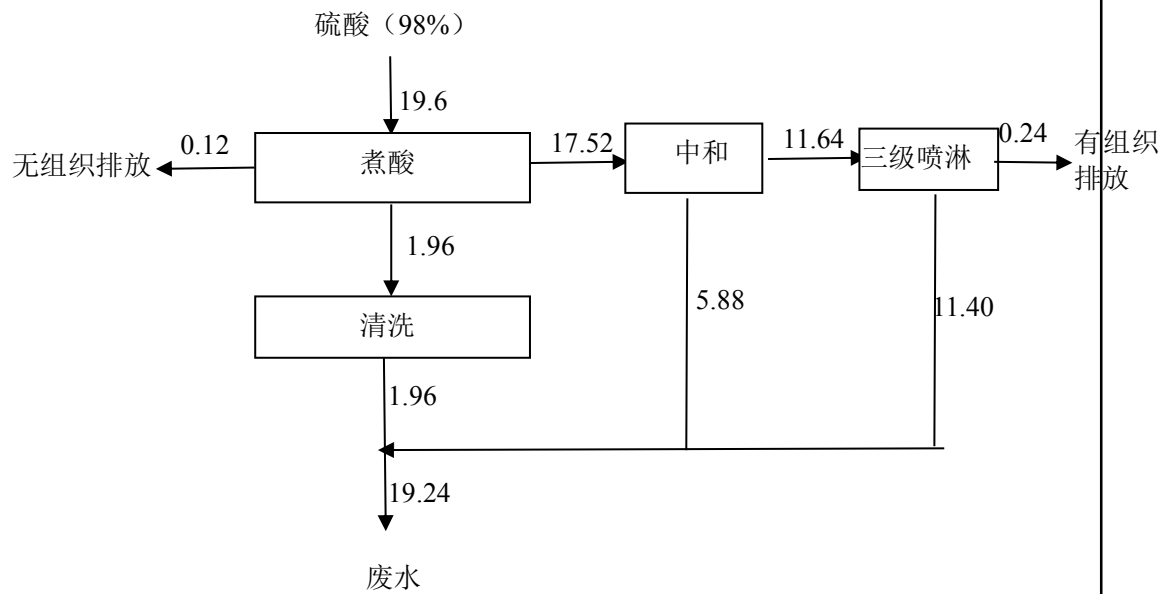 硫酸（98%）
19.6
0.12
17.52
11.64
0.24
无组织排放
煮酸
中和
三级喷淋
有组织
排放
1.96
5.88
11.40
清洗
1.96
19.24
废水